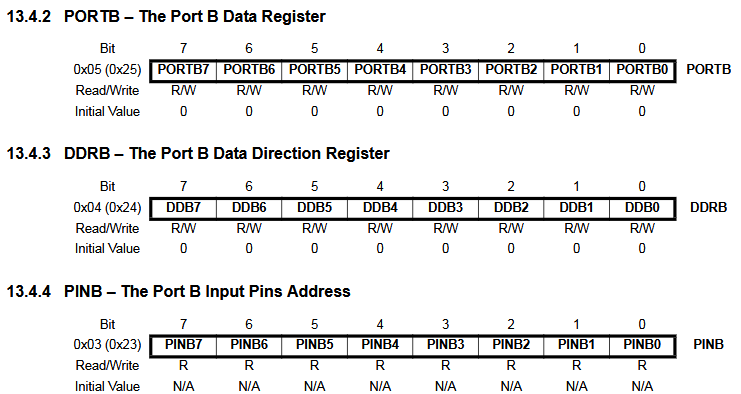 13.4.2 PORTB – The Port B Data Register
Bit 7 6 5 4 3 2 1 0
0x05 (0x25) PORTB7 PORTB6 PORTB5 PORTB4 PORTB3 PORTB2 PORTB1 PORTB0 PORTB
Read/Write R/W R/W R/W R/W R/W R/W R/W R/W
Initial Value 0 0 0 0 0 0 0 0
13.4.3 DDRB – The Port B Data Direction Register
Bit 7 6 5 4 3 2 1 0
0x04 (0x24) DDB7 DDB6 DDB5 DDB4 DDB3 DDB2 DDB1 DDB0 DDRB
Read/Write R/W R/W R/W R/W R/W R/W R/W R/W
Initial Value 0 0 0 0 0 0 0 0
13.4.4 PINB – The Port B Input Pins Address
Bit 7 6 5 4 3 2 1 0
0x03 (0x23) PINB7 PINB6 PINB5 PINB4 PINB3 PINB2 PINB1 PINB0 PINB
Read/Write R R R R R R R R
Initial Value N/A N/A N/A N/A N/A N/A N/A N/A